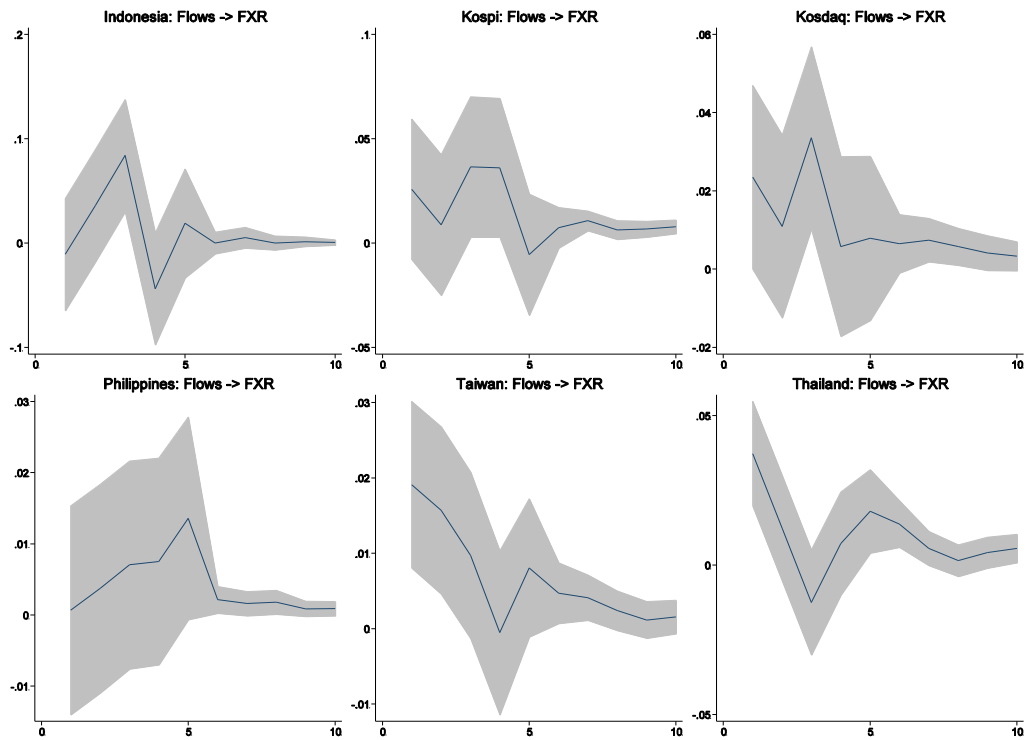 Indonesia: Flows -> FXR
.2
.1
0
-.1
0 5 10
Kospi: Flows -> FXR
.1
.05
0
-.05
0 5 10
Kosdaq: Flows -> FXR
.06
.04
.02
0
-.02
0 5 10
Philippines: Flows -> FXR
.03
.02
.01
0
-.01
0 5 10
Taiwan: Flows -> FXR
.03
.02
.01
0
-.01
0 5 10
Thailand: Flows -> FXR
.05
0
-.05
0 5 10